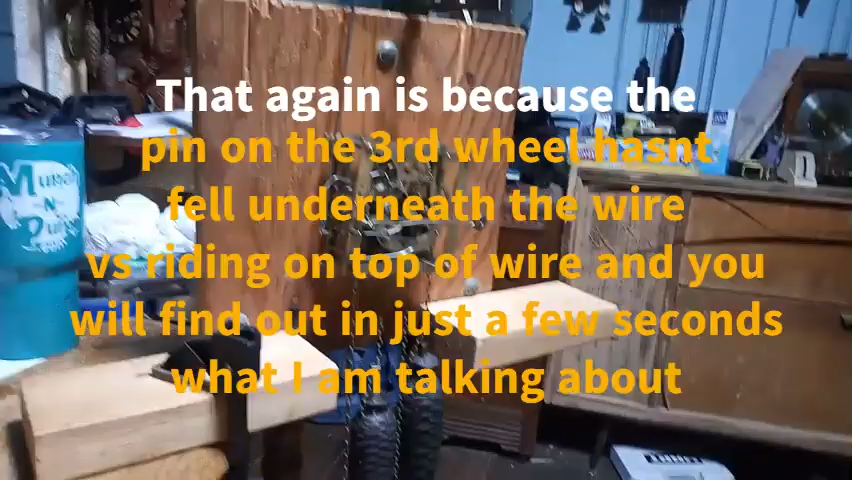 That again is because the
pin on the 3rd wheel hasnt
fell underneath the wire
vs riding on top of wire and you
will find out in just a few seconds
what I am talking about
-N-